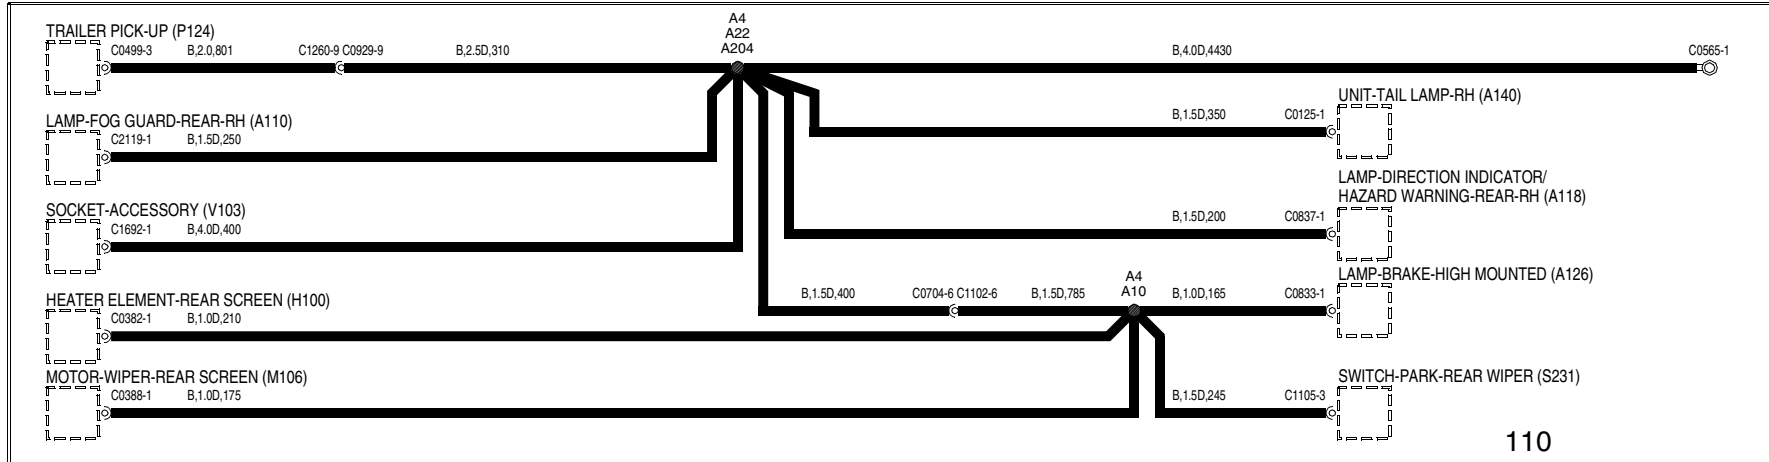 A4
A22
A204
TRAILER PICK-UP (P124)
C0499-3 B,2.0,801 C1260-9 C0929-9 B,2.5D,310 B,4.0D,4430 C0565-1
UNIT-TAIL LAMP-RH (A140)
B,1.5D,350 C0125-1
LAMP-FOG GUARD-REAR-RH (A110)
C2119-1 B,1.5D,250
LAMP-DIRECTION INDICATOR/
HAZARD WARNING-REAR-RH (A118)
B,1.5D,200 C0837-1
SOCKET-ACCESSORY (V103)
C1692-1 B,4.0D,400
A4
A10
LAMP-BRAKE-HIGH MOUNTED (A126)
B,1.5D,400 C0704-6 C1102-6 B,1.5D,785 B,1.0D,165 C0833-1
HEATER ELEMENT-REAR SCREEN (H100)
C0382-1 B,1.0D,210
MOTOR-WIPER-REAR SCREEN (M106)
C0388-1 B,1.0D,175
SWITCH-PARK-REAR WIPER (S231)
B,1.5D,245 C1105-3
110